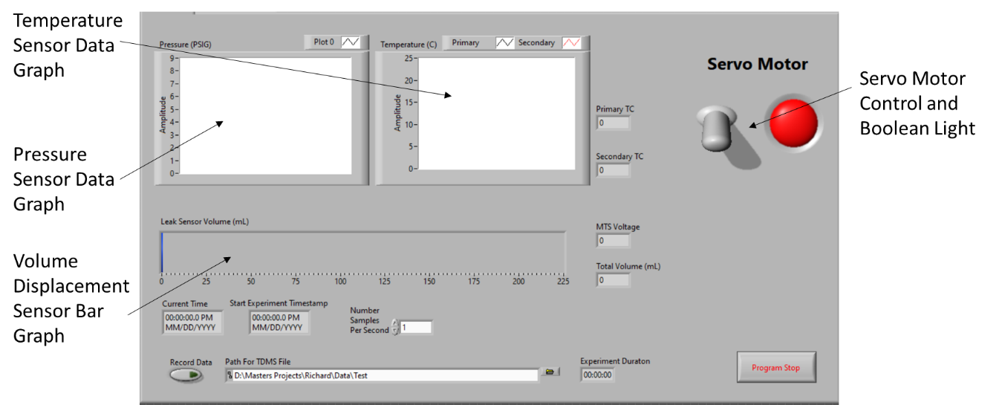 Temperature
Sensor Data
Graph
Pressure
Sensor Data
Graph
Volume
Displacement
Sensor Bar
Graph
Pressure (PSIG)
Plot 0
9
8
7
6
5
4
3
2
1
0
Amplitude
Temperature (C)
Primary
Secondary
25
20
15
10
5
0
Amplitude
Primary TC
0
Secondary TC
0
Servo Motor
Servo Motor
Control and
Boolean Light
Leak Sensor Volume (mL)
0 25 50 75 100 125 150 175 200 225
MTS Voltage
0
Total Volume (mL)
0
Current Time
00:00:00.0 PM
MM/DD/YYYY
Start Experiment Timestamp
00:00:00.0 PM
MM/DD/YYYY
Number
Samples
Per Second
1
Record Data
Path For TDMS File
D:\Masters Projects\Richard\Data\Test
Experiment Duraton
00:00:00
Program Stop